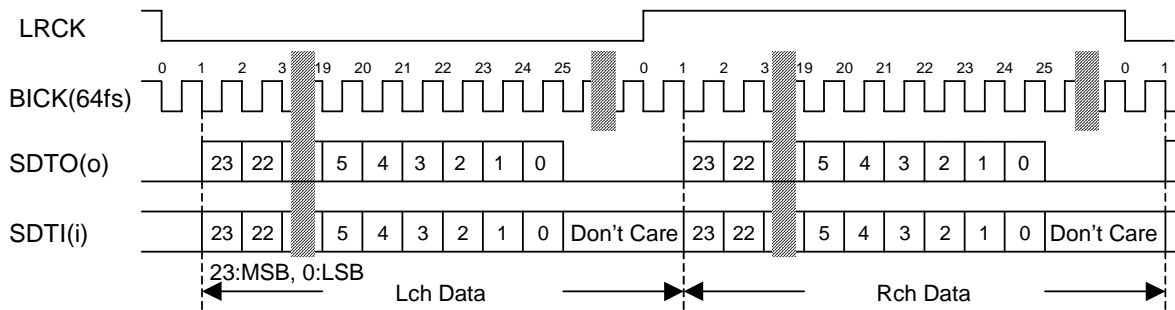 LRCK
0 1 2 3 19 20 21 22 23 24 25 0 1 2 3 19 20 21 22 23 24 25 0 1
BICK(64fs)
SDTO(o) 23 22 5 4 3 2 1 0 23 22 5 4 3 2 1 0
SDTI(i) 23 22 5 4 3 2 1 0 Don't Care 23 22 5 4 3 2 1 0 Don't Care
23:MSB, 0:LSB
Lch Data Rch Data